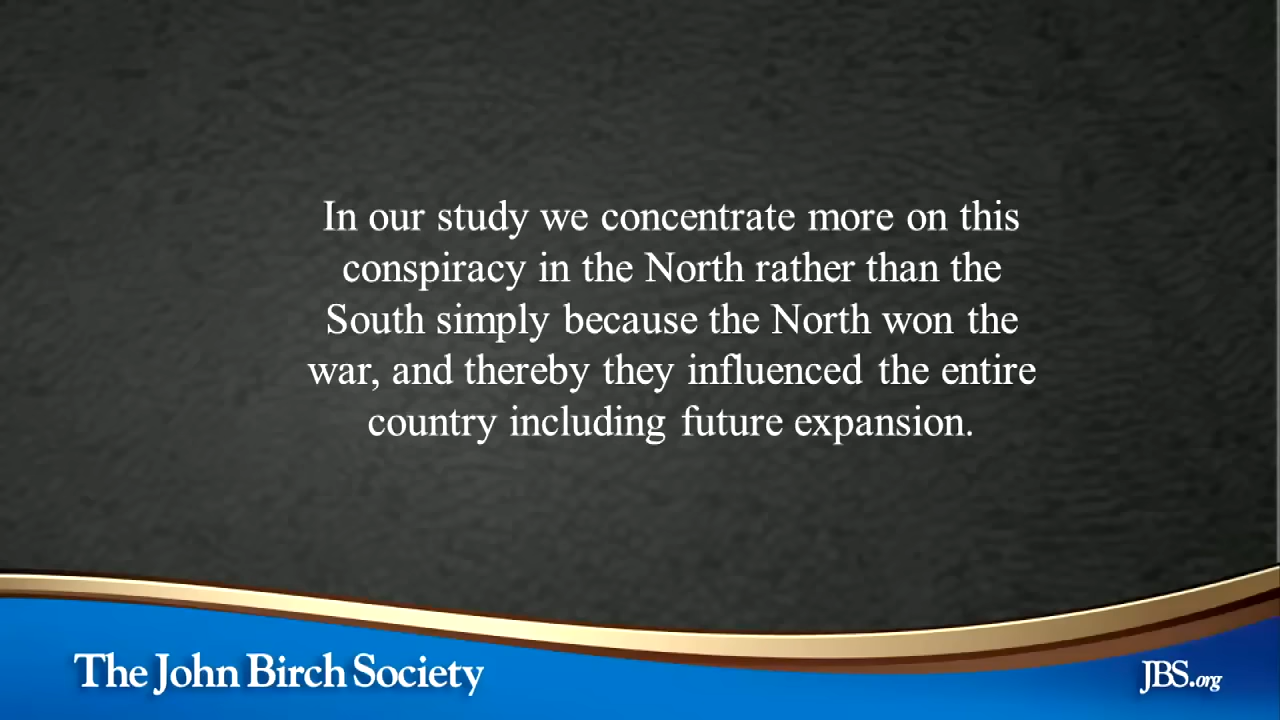 In our study we concentrate more on this
conspiracy in the North rather than the
South simply because the North won the
war, and thereby they influenced the entire
country including future expansion.
The John Birch Society
JBS.org